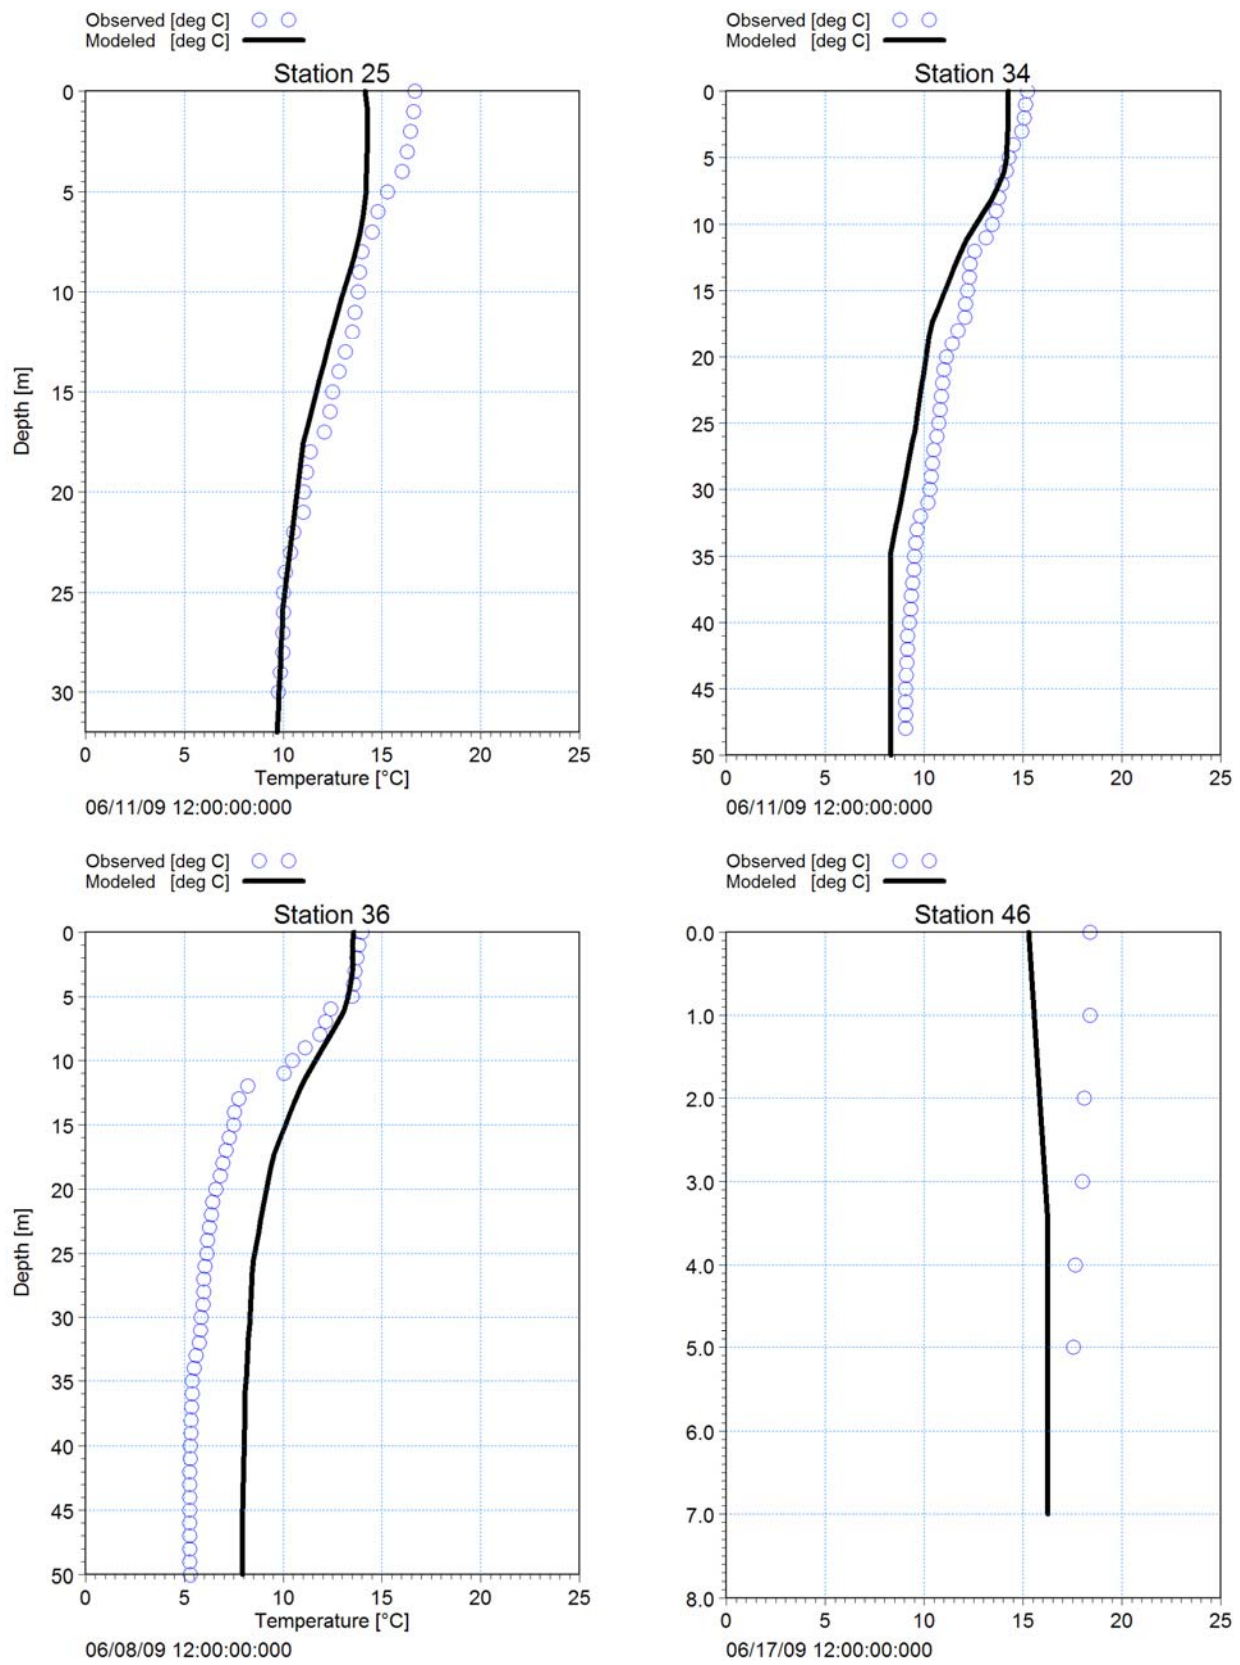 Observed [deg C]
Modeled [deg C]
Station 25
0
5
10
15
20
25
30
Depth [m]
0 5 10 15 20 25
Temperature [°C]
06/11/09 12:00:00:000
Observed [deg C]
Modeled [deg C]
Station 34
0
5
10
15
20
25
30
35
40
45
50
0 5 10 15 20 25
06/11/09 12:00:00:000
Observed [deg C]
Modeled [deg C]
Station 36
0
5
10
15
20
25
30
35
40
45
50
Depth [m]
0 5 10 15 20 25
Temperature [°C]
06/08/09 12:00:00:000
Observed [deg C]
Modeled [deg C]
Station 46
0.0
1.0
2.0
3.0
4.0
5.0
6.0
7.0
8.0
0 5 10 15 20 25
06/17/09 12:00:00:000